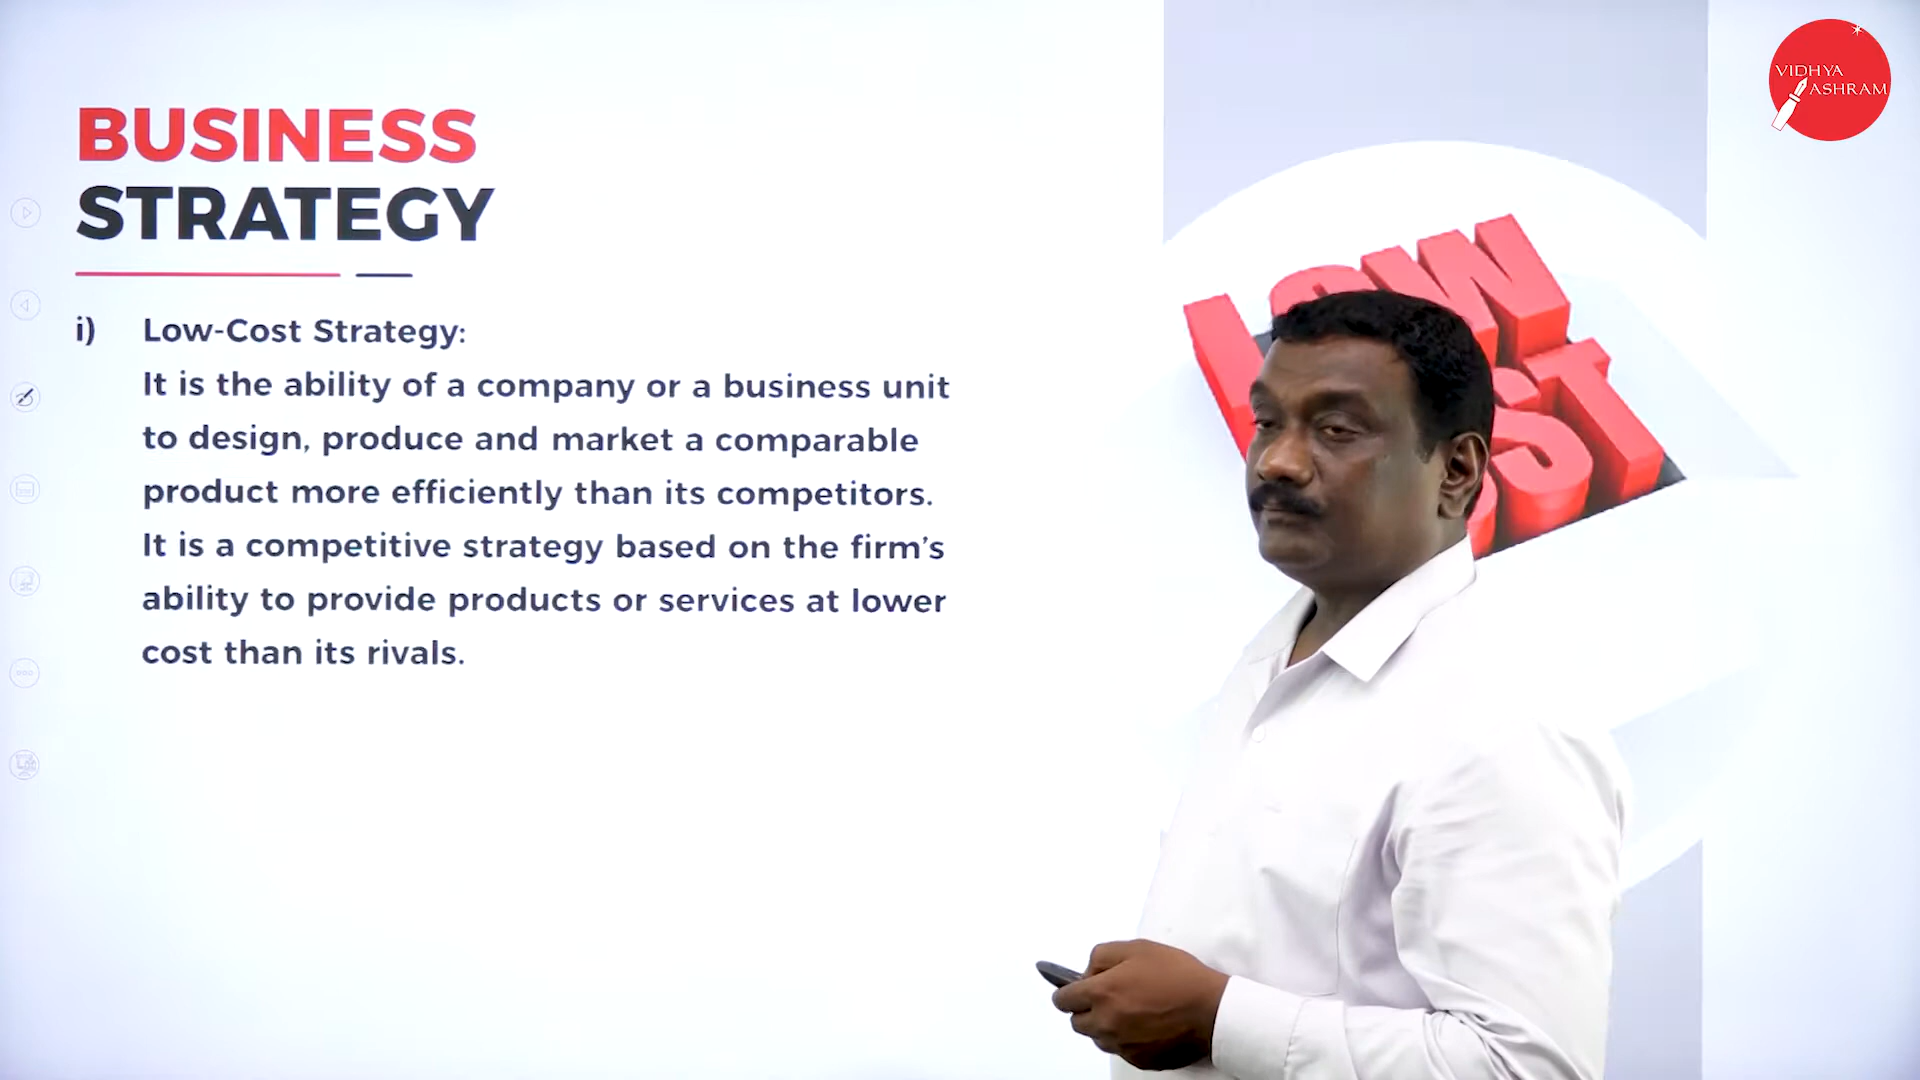 BUSINESS
STRATEGY
i) Low-Cost Strategy:
It is the ability of a company or a business unit
to design, produce and market a comparable
product more efficiently than its competitors.
It is a competitive strategy based on the firm's
ability to provide products or services at lower
cost than its rivals.
LOW
VIDHYA
ASHRAM